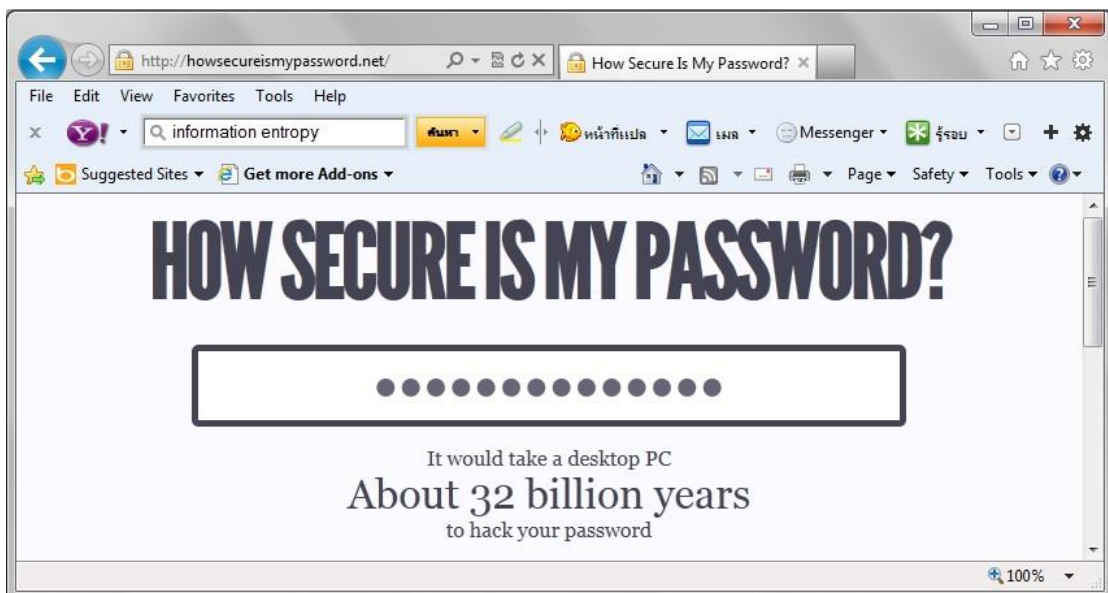 http://howsecureismypassword.net/ How Secure Is My Password?
File Edit View Favorites Tools Help
Y! information entropy ค้นหา หน้าที่แปล เมล Messenger รู้รอบ
Suggested Sites Get more Add-ons Page Safety Tools
HOW SECURE IS MY PASSWORD?
It would take a desktop PC
About 32 billion years
to hack your password
100%